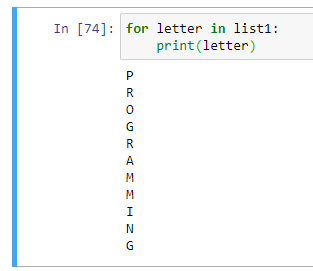 In [74]: for letter in list1:
    print(letter)
P
R
O
G
R
A
M
M
I
N
G